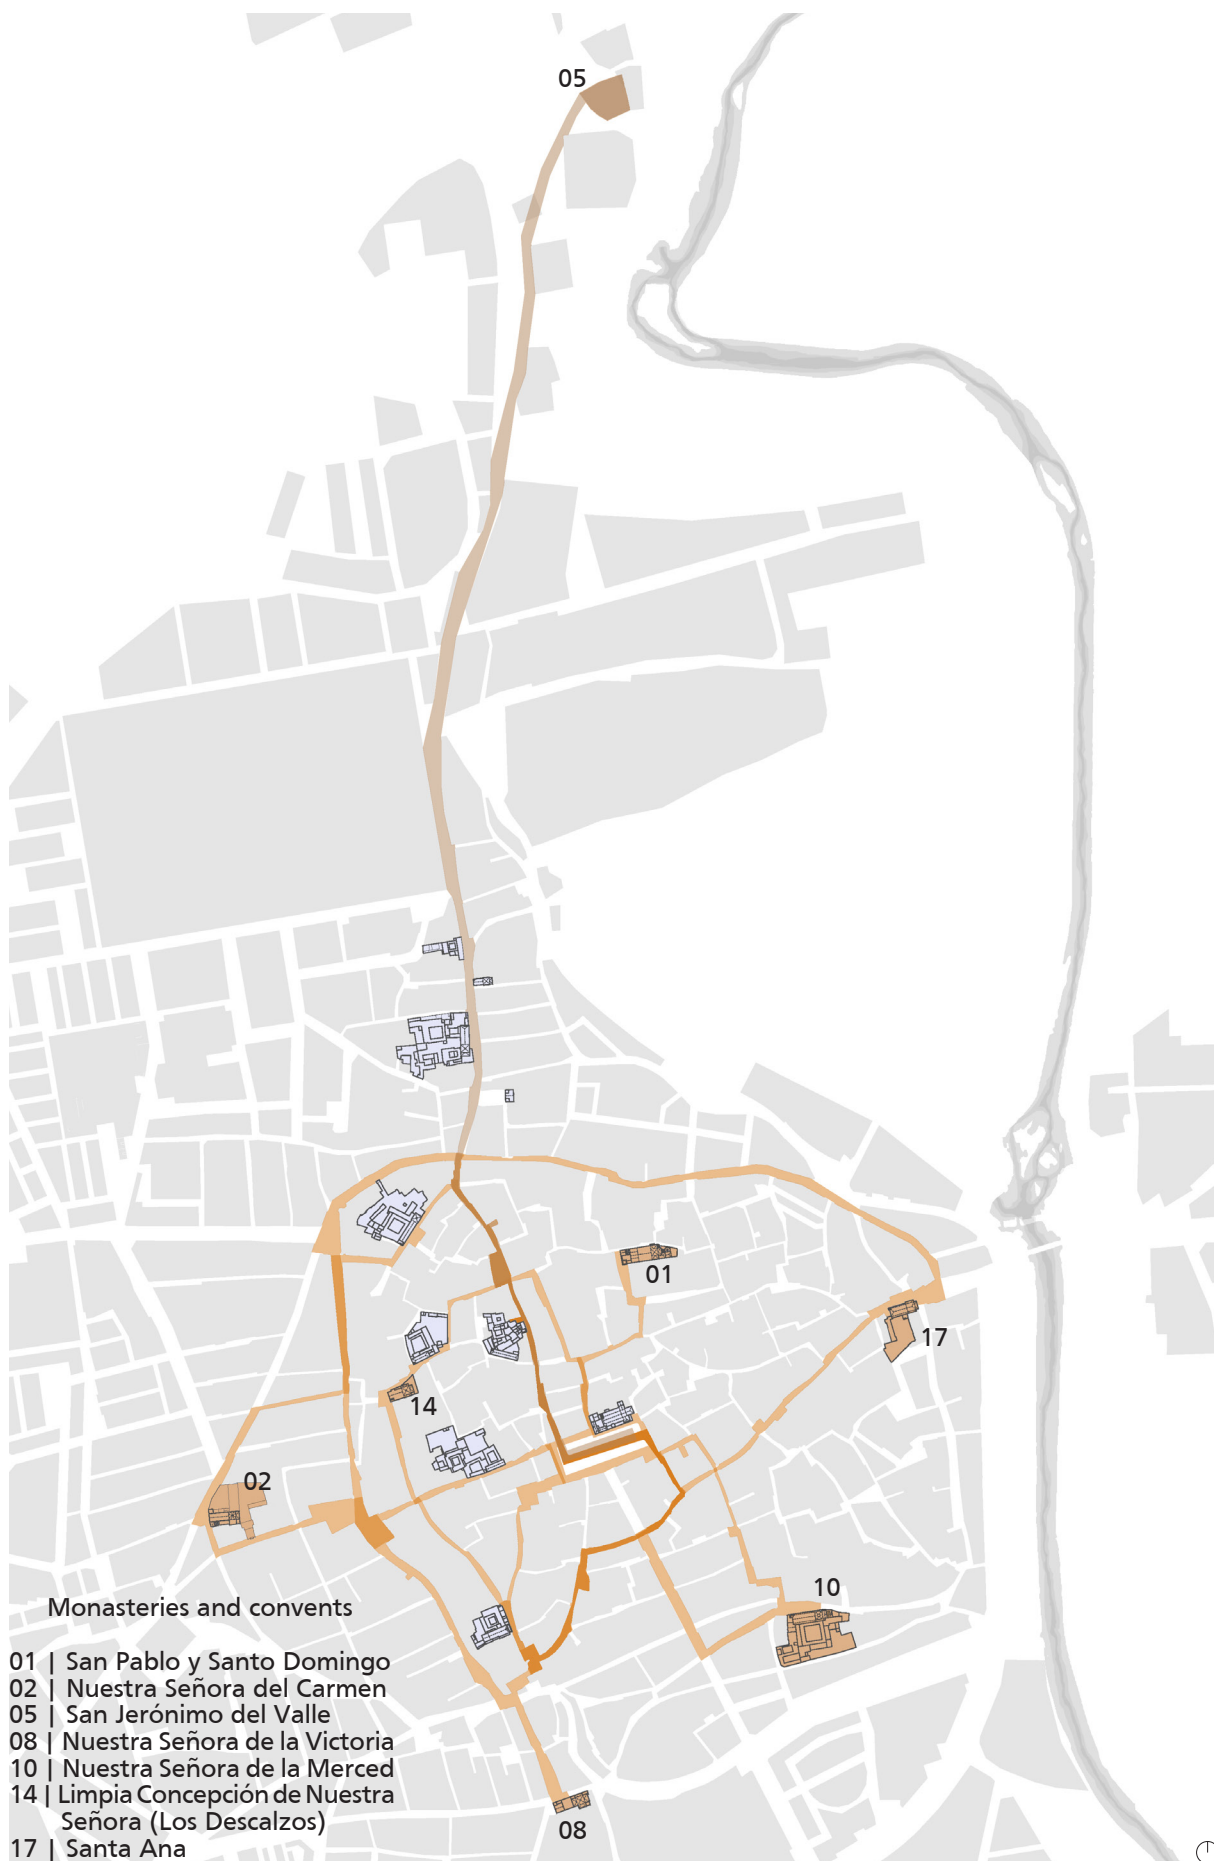 05
01
17
14
02
10
Monasteries and convents
01 | San Pablo y Santo Domingo
02 | Nuestra Señora del Carmen
05 | San Jerónimo del Valle
08 | Nuestra Señora de la Victoria
10 | Nuestra Señora de la Merced
14 | Limpia Concepción de Nuestra
Señora (Los Descalzos)
17 | Santa Ana
08